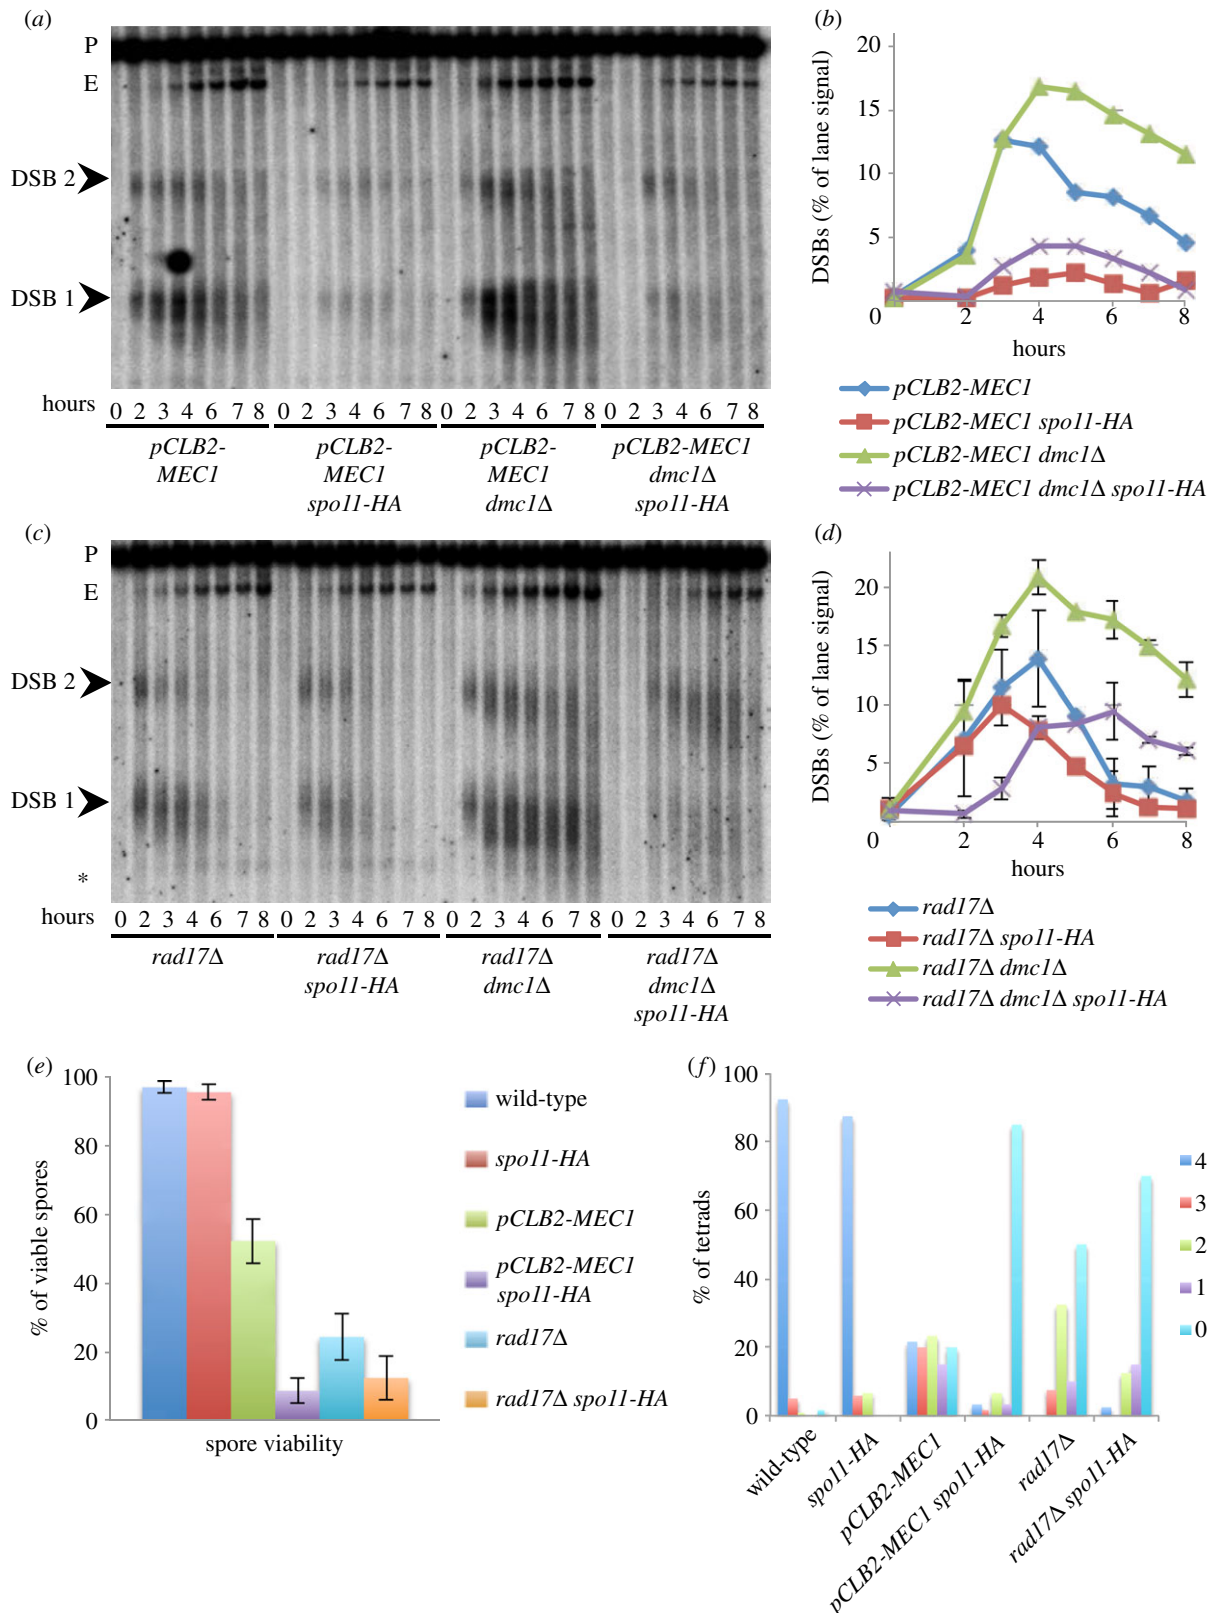 (a)
P
E
DSB 2
DSB 1
hours
0 2 3 4 6 7 8 0 2 3 4 6 7 8 0 2 3 4 6 7 8 0 2 3 4 6 7 8
pCLB2-
MEC1
pCLB2-
MEC1
spo11-HA
pCLB2-
MEC1
dmc1Δ
pCLB2-MEC1
dmc1Δ
spo11-HA
(b)
DSBs (% of lane signal)
20
15
10
5
0
2
4
6
8
hours
pCLB2-MEC1
pCLB2-MEC1 spo11-HA
pCLB2-MEC1 dmc1Δ
pCLB2-MEC1 dmc1Δ spo11-HA
(c)
P
E
DSB 2
DSB 1
*
hours
0 2 3 4 6 7 8 0 2 3 4 6 7 8 0 2 3 4 6 7 8 0 2 3 4 6 7 8
rad17Δ
rad17Δ
spo11-HA
rad17Δ
dmc1Δ
rad17Δ
dmc1Δ
spo11-HA
(d)
DSBs (% of lane signal)
20
15
10
5
0
2
4
6
8
hours
rad17Δ
rad17Δ spo11-HA
rad17Δ dmc1Δ
rad17Δ dmc1Δ spo11-HA
(e)
% of viable spores
100
80
60
40
20
0
spore viability
wild-type
spo11-HA
pCLB2-MEC1
pCLB2-MEC1
spo11-HA
rad17Δ
rad17Δ spo11-HA
(f)
% of tetrads
100
80
60
40
20
0
wild-type
spo11-HA
pCLB2-MEC1
pCLB2-MEC1 spo11-HA
rad17Δ
rad17Δ spo11-HA
4
3
2
1
0